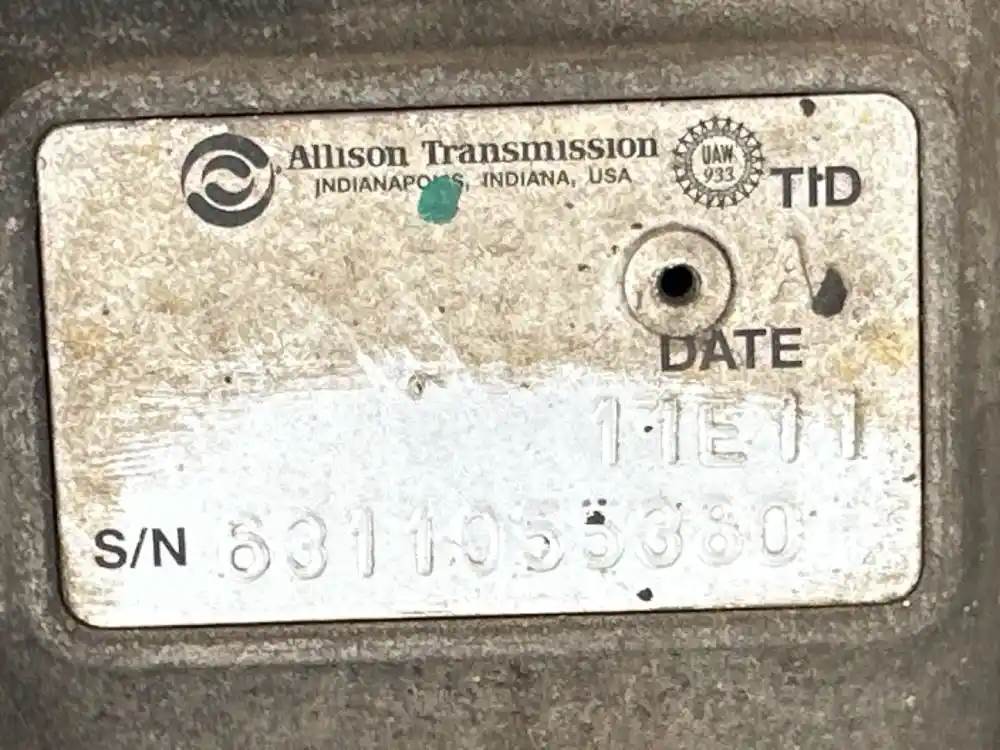 Allison Transmission
INDIANAPOLIS, INDIANA, USA
UAW
933
TID
A
DATE
11E11
S/N 6311055380